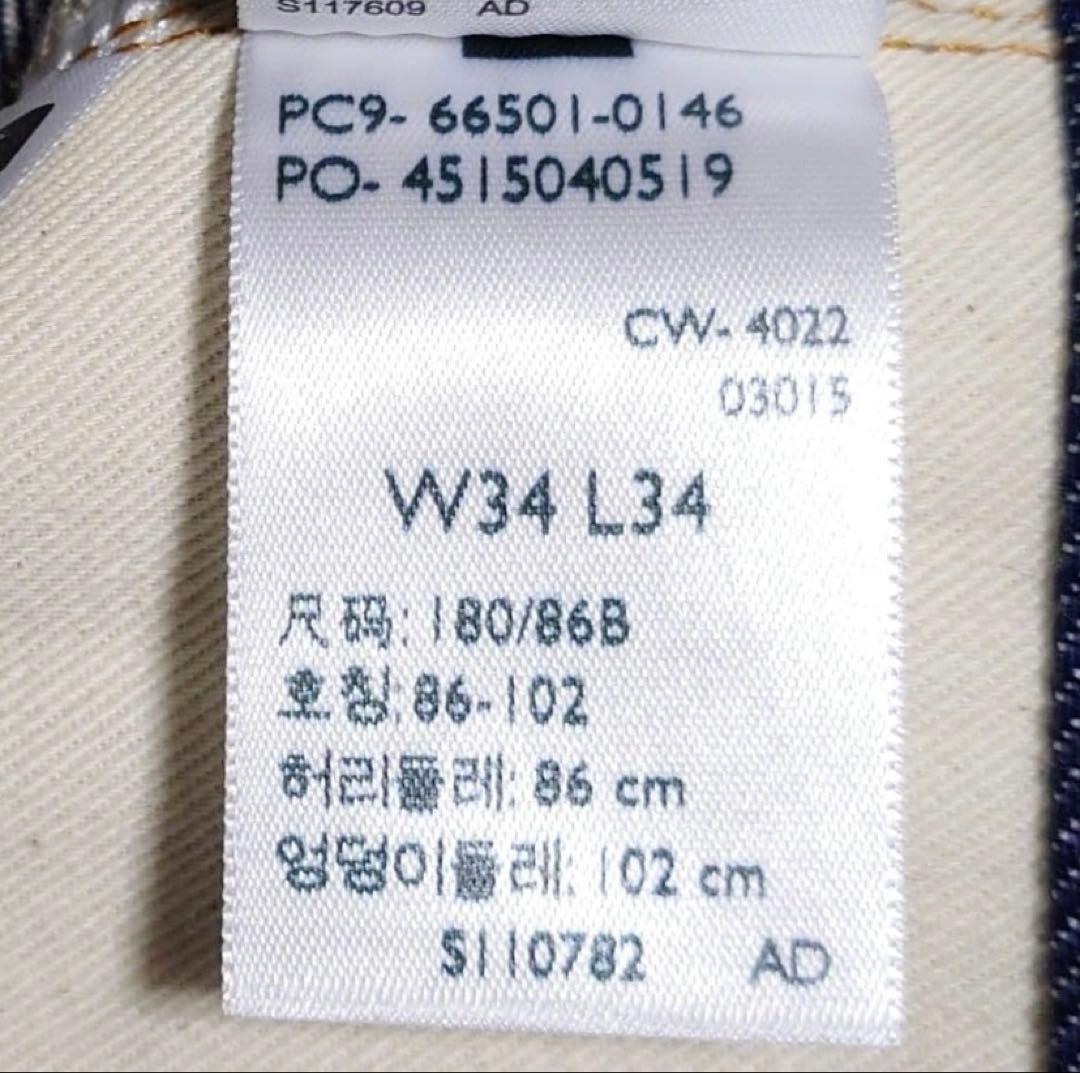 S117609 AD
PC9- 66501-0146
PO- 4515040519
CW- 4022
03015
W34 L34
尺码: 180/86B
호칭: 86-102
허리둘레: 86 cm
엉덩이둘레: 102 cm
S110782 AD